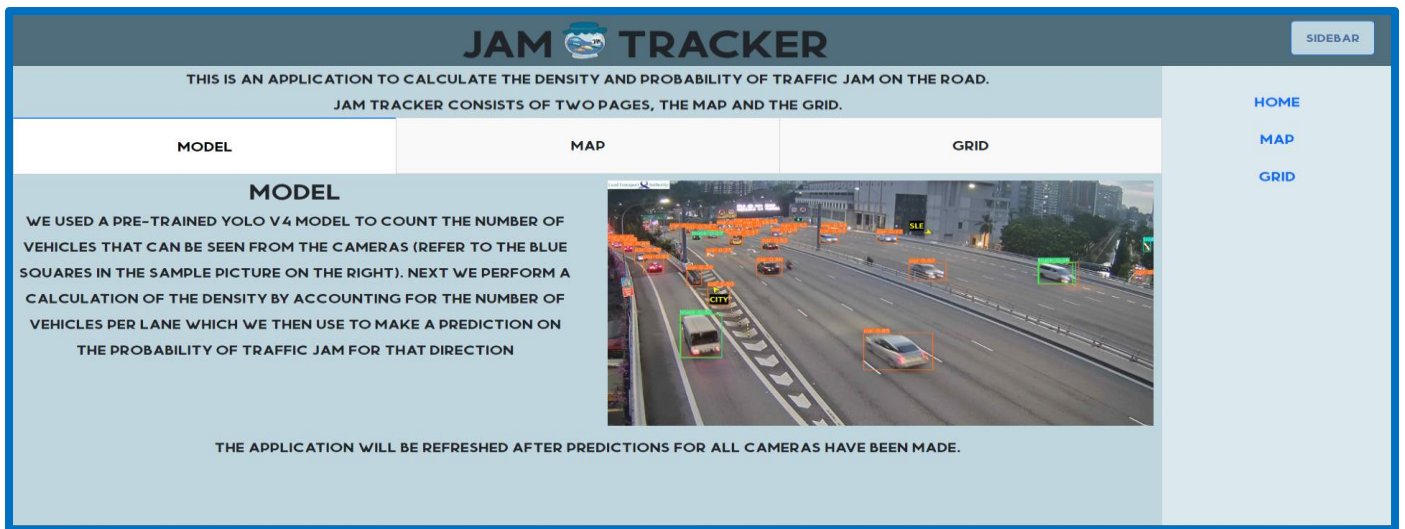 JAM TRACKER
SIDEBAR
THIS IS AN APPLICATION TO CALCULATE THE DENSITY AND PROBABILITY OF TRAFFIC JAM ON THE ROAD.
JAM TRACKER CONSISTS OF TWO PAGES, THE MAP AND THE GRID.
HOME
MAP
GRID
MODEL
MAP
GRID
MODEL
WE USED A PRE-TRAINED YOLO V4 MODEL TO COUNT THE NUMBER OF
VEHICLES THAT CAN BE SEEN FROM THE CAMERAS (REFER TO THE BLUE
SQUARES IN THE SAMPLE PICTURE ON THE RIGHT). NEXT WE PERFORM A
CALCULATION OF THE DENSITY BY ACCOUNTING FOR THE NUMBER OF
VEHICLES PER LANE WHICH WE THEN USE TO MAKE A PREDICTION ON
THE PROBABILITY OF TRAFFIC JAM FOR THAT DIRECTION
Land Transport Authority
SLE
CITY
THE APPLICATION WILL BE REFRESHED AFTER PREDICTIONS FOR ALL CAMERAS HAVE BEEN MADE.